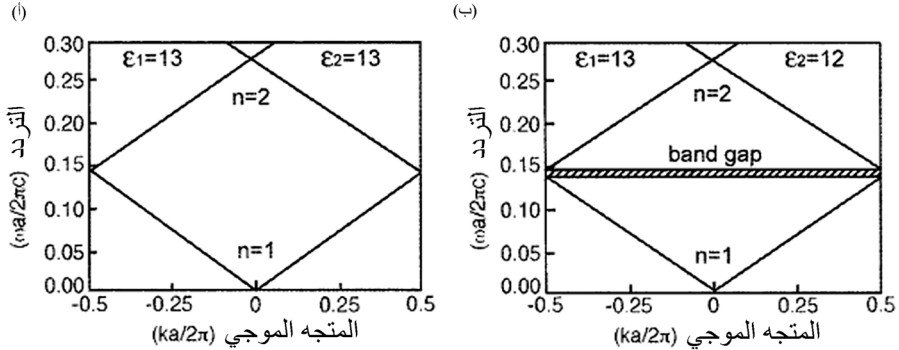 (أ)
ε1=13
ε2=13
n=2
n=1
0.30
0.25
0.20
0.15
0.10
0.05
0.00
-0.5
-0.25
0
0.25
0.5
التردد (ωa/2πc)
(ka/2π) المتجه الموجي
(ب)
ε1=13
ε2=12
n=2
band gap
n=1
0.30
0.25
0.20
0.15
0.10
0.05
0.00
-0.5
-0.25
0
0.25
0.5
التردد (ωa/2πc)
(ka/2π) المتجه الموجي